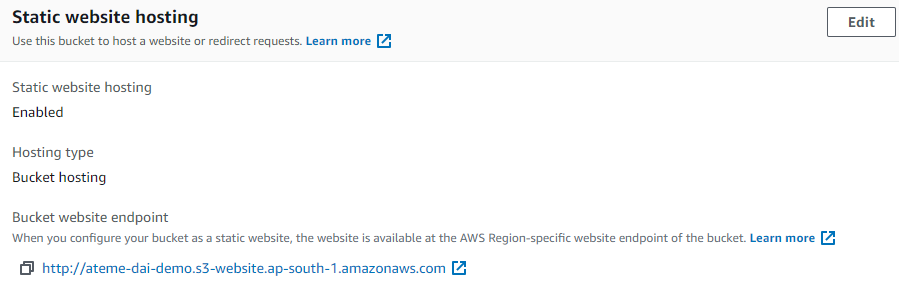 Static website hosting
Edit
Use this bucket to host a website or redirect requests. Learn more
Static website hosting
Enabled
Hosting type
Bucket hosting
Bucket website endpoint
When you configure your bucket as a static website, the website is available at the AWS Region-specific website endpoint of the bucket. Learn more
http://ateme-dai-demo.s3-website.ap-south-1.amazonaws.com